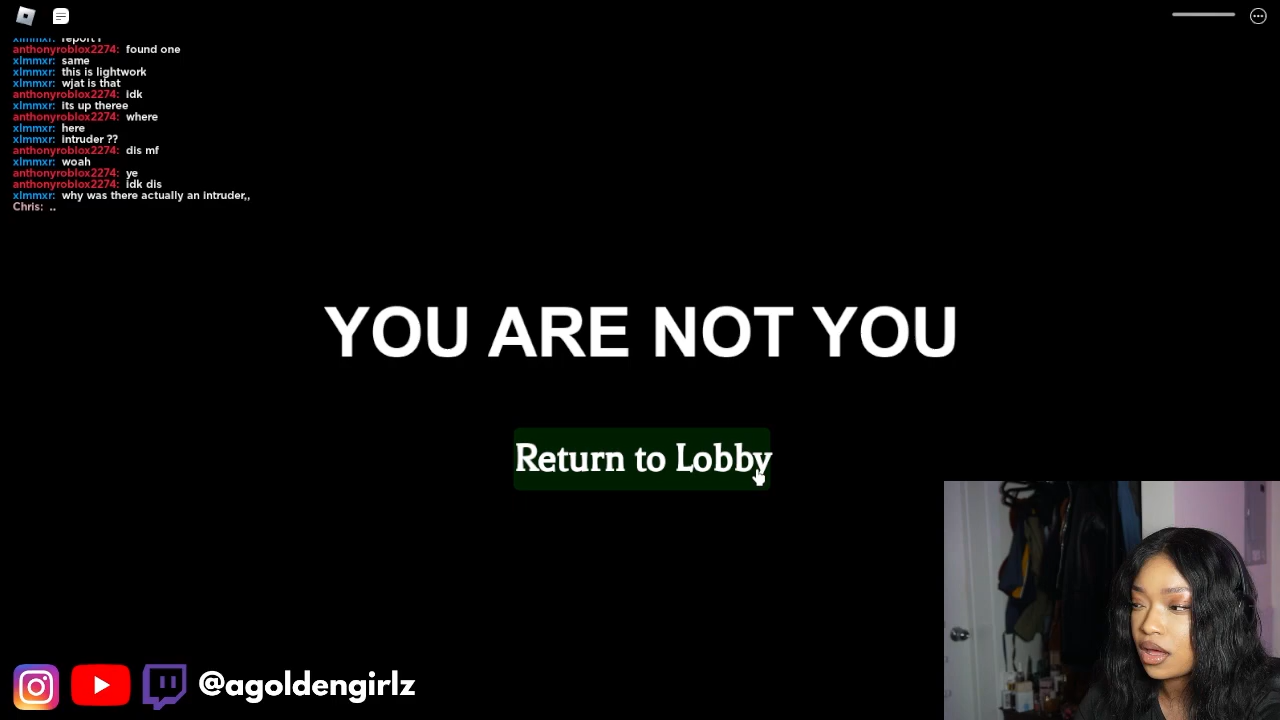 xlmmxr: report i
anthonyroblox2274: found one
xlmmxr: same
xlmmxr: this is lightwork
xlmmxr: wjat is that
anthonyroblox2274: idk
xlmmxr: its up theree
anthonyroblox2274: where
xlmmxr: here
xlmmxr: intruder ??
anthonyroblox2274: dis mf
xlmmxr: woah
anthonyroblox2274: ye
anthonyroblox2274: idk dis
xlmmxr: why was there actually an intruder,,
Chris: ..
YOU ARE NOT YOU
Return to Lobby
@agoldengirlz